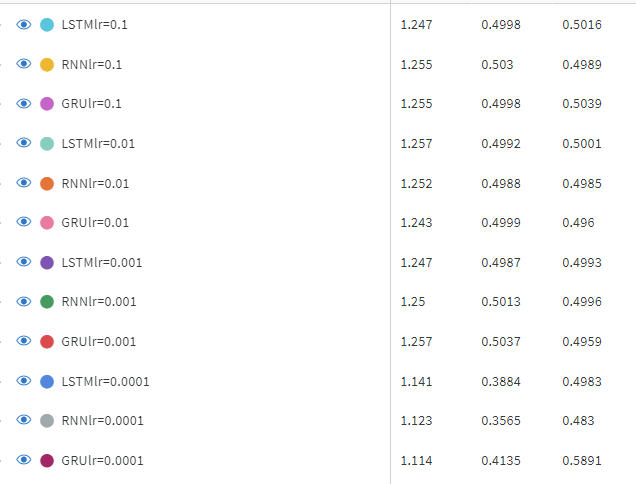 LSTMlr=0.1 1.247 0.4998 0.5016
RNNlr=0.1 1.255 0.503 0.4989
GRUlr=0.1 1.255 0.4998 0.5039
LSTMlr=0.01 1.257 0.4992 0.5001
RNNlr=0.01 1.252 0.4988 0.4985
GRUlr=0.01 1.243 0.4999 0.496
LSTMlr=0.001 1.247 0.4987 0.4993
RNNlr=0.001 1.25 0.5013 0.4996
GRUlr=0.001 1.257 0.5037 0.4959
LSTMlr=0.0001 1.141 0.3884 0.4983
RNNlr=0.0001 1.123 0.3565 0.483
GRUlr=0.0001 1.114 0.4135 0.5891